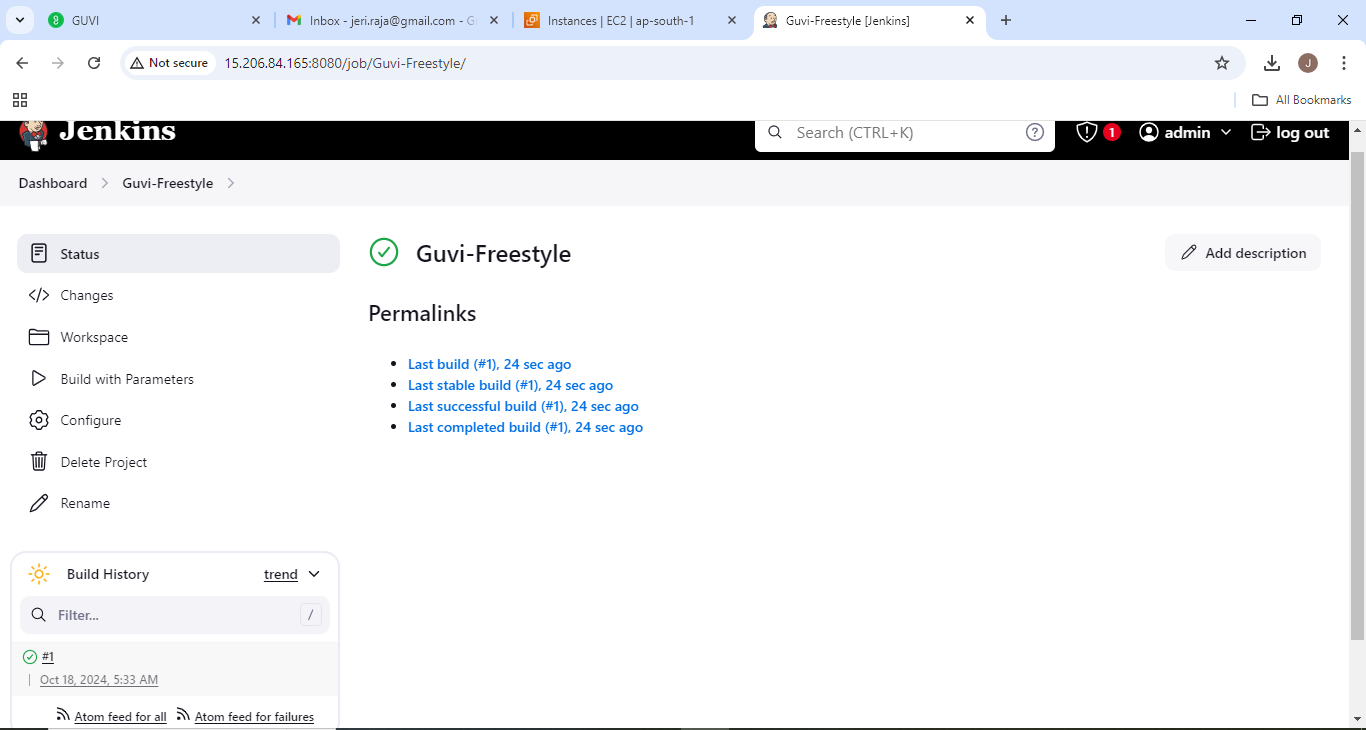 GUVI
Inbox - jeri.raja@gmail.com - G
Instances | EC2 | ap-south-1
Guvi-Freestyle [Jenkins]
Not secure
15.206.84.165:8080/job/Guvi-Freestyle/
J
All Bookmarks
Jenkins
Search (CTRL+K)
?
1
admin
log out
Dashboard
Guvi-Freestyle
Status
Guvi-Freestyle
Add description
Changes
Permalinks
Workspace
Last build (#1), 24 sec ago
Build with Parameters
Last stable build (#1), 24 sec ago
Last successful build (#1), 24 sec ago
Configure
Last completed build (#1), 24 sec ago
Delete Project
Rename
Build History
trend
Filter...
/
#1
Oct 18, 2024, 5:33 AM
Atom feed for all
Atom feed for failures